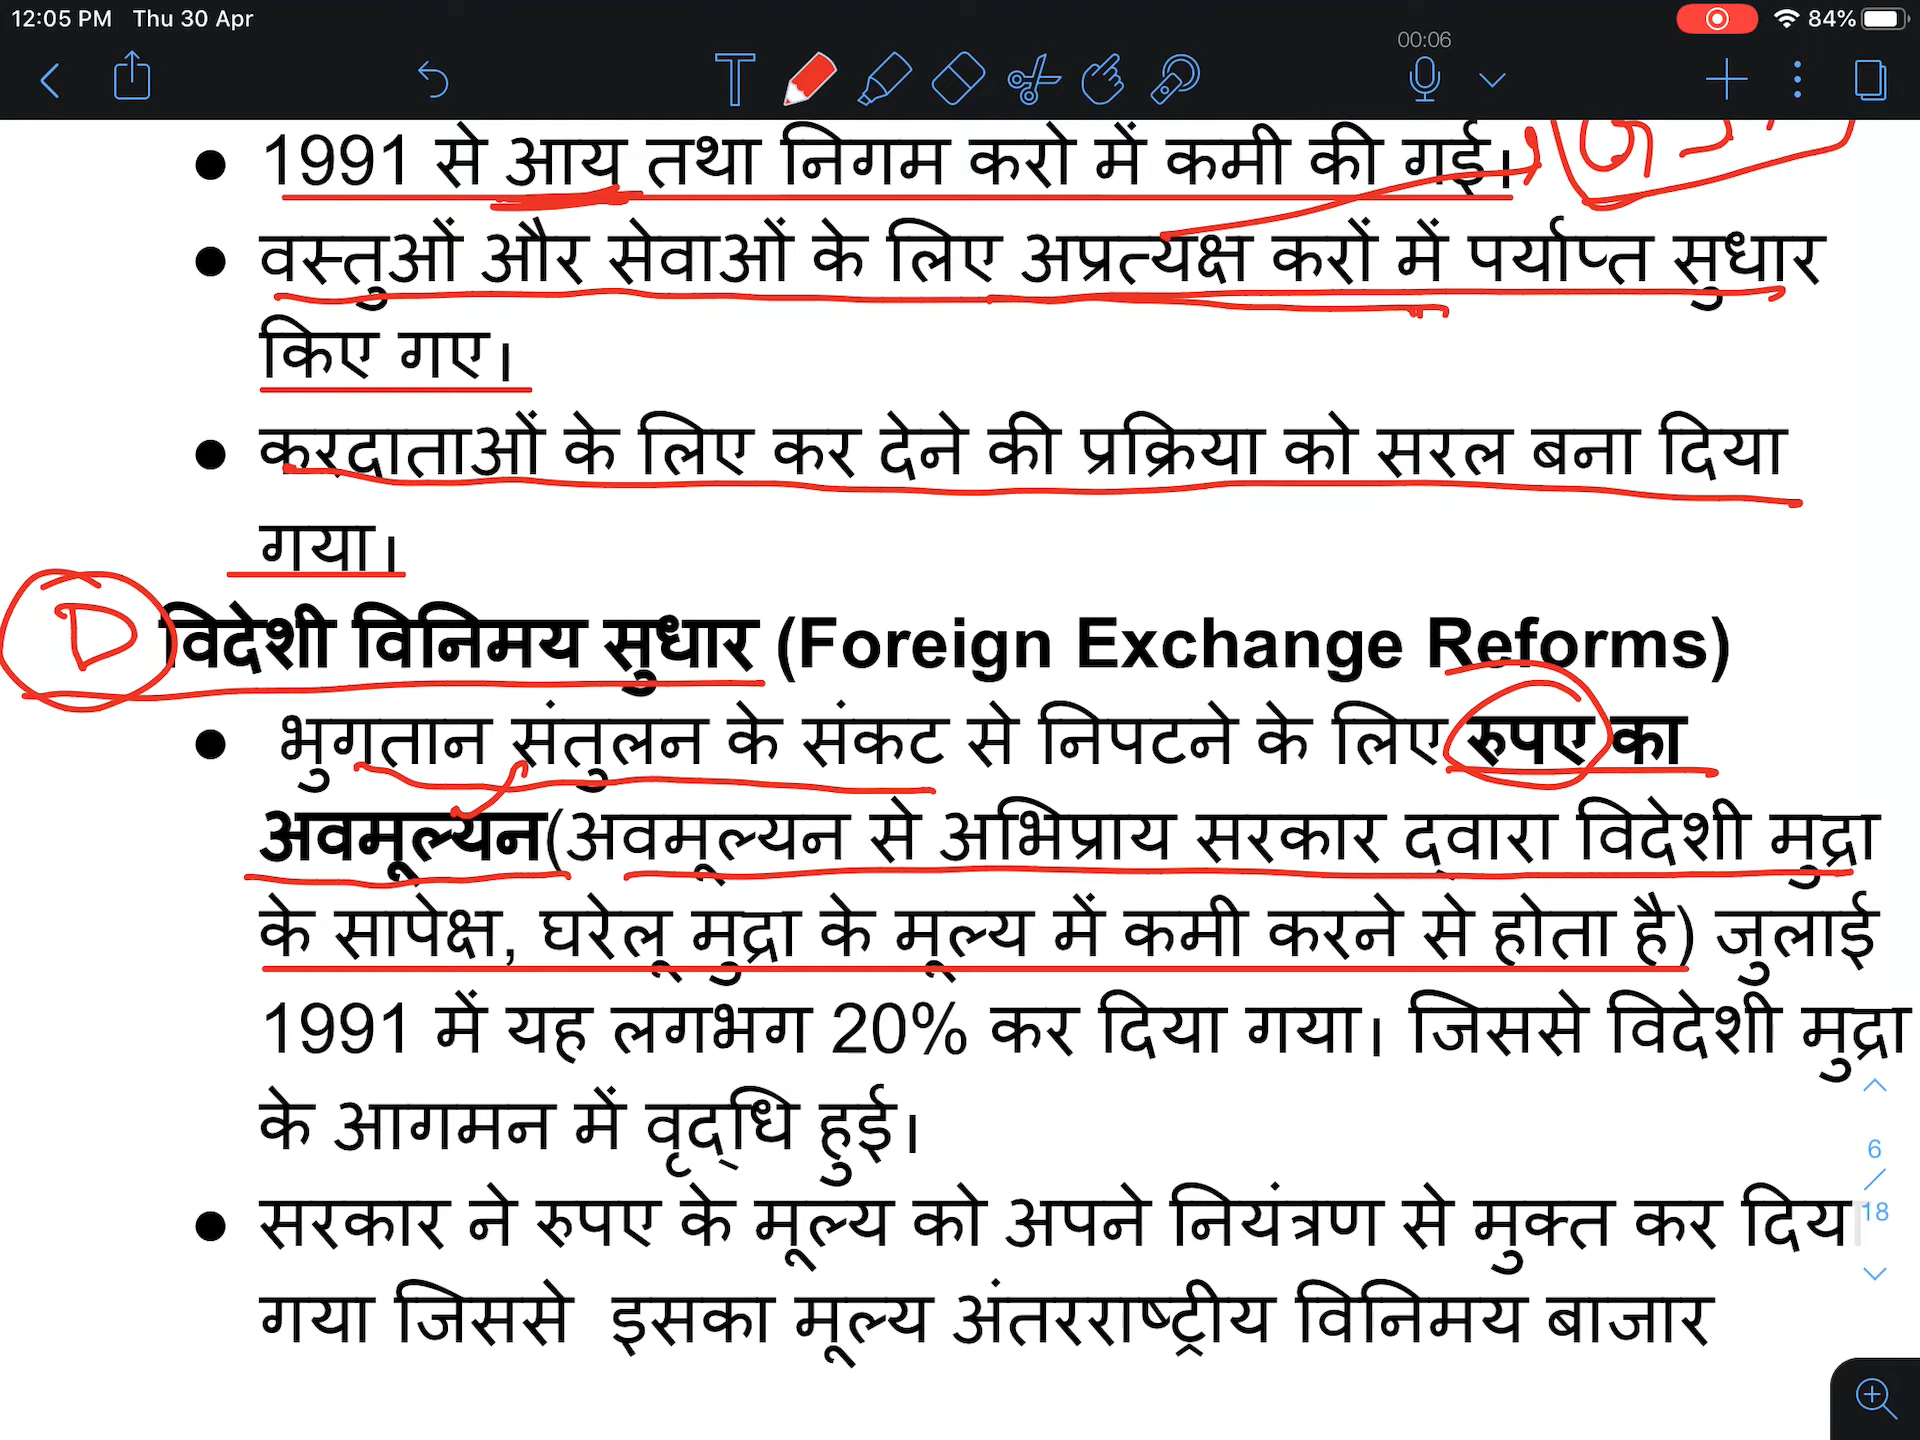 12:05 PM Thu 30 Apr
84%
00:06
● 1991 से आय तथा निगम करो में कमी की गई।
● वस्तुओं और सेवाओं के लिए अप्रत्यक्ष करों में पर्याप्त सुधार
किए गए।
● करदाताओं के लिए कर देने की प्रक्रिया को सरल बना दिया
गया।
D विदेशी विनिमय सुधार (Foreign Exchange Reforms)
● भुगतान संतुलन के संकट से निपटने के लिए रुपए का
अवमूल्यन(अवमूल्यन से अभिप्राय सरकार द्वारा विदेशी मुद्रा
के सापेक्ष, घरेलू मुद्रा के मूल्य में कमी करने से होता है) जुलाई
1991 में यह लगभग 20% कर दिया गया। जिससे विदेशी मुद्रा
के आगमन में वृद्धि हुई।
● सरकार ने रुपए के मूल्य को अपने नियंत्रण से मुक्त कर दिया
गया जिससे इसका मूल्य अंतरराष्ट्रीय विनिमय बाजार
6
/
18